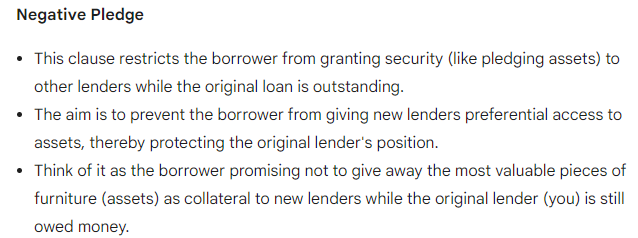 Negative Pledge
• This clause restricts the borrower from granting security (like pledging assets) to
other lenders while the original loan is outstanding.
• The aim is to prevent the borrower from giving new lenders preferential access to
assets, thereby protecting the original lender's position.
• Think of it as the borrower promising not to give away the most valuable pieces of
furniture (assets) as collateral to new lenders while the original lender (you) is still
owed money.